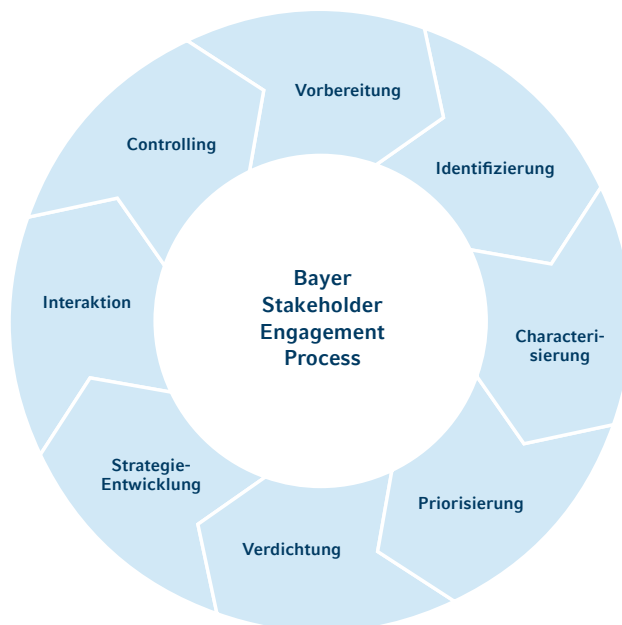 Bayer
Stakeholder
Engagement
Process
Vorbereitung
Identifizierung
Characteri-
sierung
Priorisierung
Verdichtung
Strategie-
Entwicklung
Interaktion
Controlling